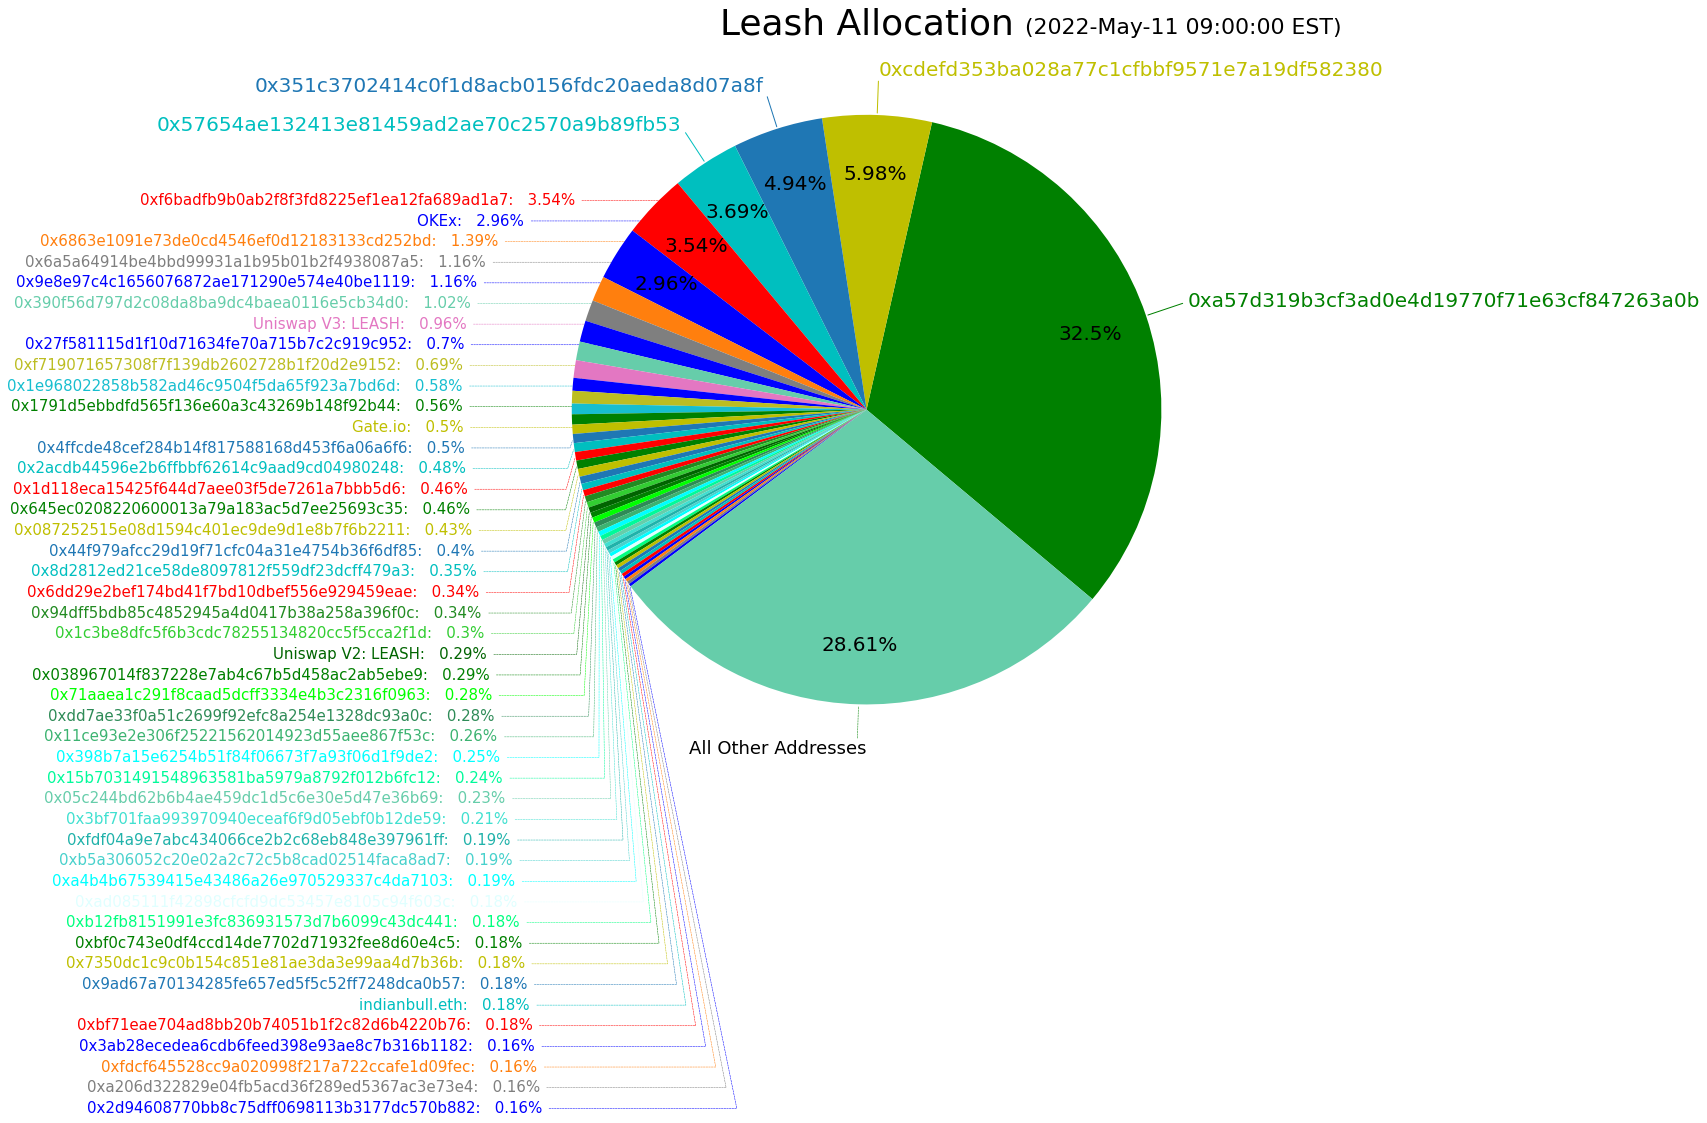 Leash Allocation (2022-May-11 09:00:00 EST)
0xcdefd353ba028a77c1cfbbf9571e7a19df582380
0x351c3702414c0f1d8acb0156fdc20aeda8d07a8f
0x57654ae132413e81459ad2ae70c2570a9b89fb53
5.98%
4.94%
3.69%
3.54%
2.96%
32.5%
0xa57d319b3cf3ad0e4d19770f71e63cf847263a0b
28.61%
All Other Addresses
0xf6badfb9b0ab2f8f3fd8225ef1ea12fa689ad1a7: 3.54%
OKEx: 2.96%
0x6863e1091e73de0cd4546ef0d12183133cd252bd: 1.39%
0x6a5a64914be4bbd99931a1b95b01b2f4938087a5: 1.16%
0x9e8e97c4c1656076872ae171290e574e40be1119: 1.16%
0x390f56d797d2c08da8ba9dc4baea0116e5cb34d0: 1.02%
Uniswap V3: LEASH: 0.96%
0x27f581115d1f10d71634fe70a715b7c2c919c952: 0.7%
0xf719071657308f7f139db2602728b1f20d2e9152: 0.69%
0x1e968022858b582ad46c9504f5da65f923a7bd6d: 0.58%
0x1791d5ebbdfd565f136e60a3c43269b148f92b44: 0.56%
Gate.io: 0.5%
0x4ffcde48cef284b14f817588168d453f6a06a6f6: 0.5%
0x2acdb44596e2b6ffbbf62614c9aad9cd04980248: 0.48%
0x1d118eca15425f644d7aee03f5de7261a7bbb5d6: 0.46%
0x645ec0208220600013a79a183ac5d7ee25693c35: 0.46%
0x087252515e08d1594c401ec9de9d1e8b7f6b2211: 0.43%
0x44f979afcc29d19f71cfc04a31e4754b36f6df85: 0.4%
0x8d2812ed21ce58de8097812f559df23dcff479a3: 0.35%
0x6dd29e2bef174bd41f7bd10dbef556e929459eae: 0.34%
0x94dff5bdb85c4852945a4d0417b38a258a396f0c: 0.34%
0x1c3be8dfc5f6b3cdc78255134820cc5f5cca2f1d: 0.3%
Uniswap V2: LEASH: 0.29%
0x038967014f837228e7ab4c67b5d458ac2ab5ebe9: 0.29%
0x71aaea1c291f8caad5dcff3334e4b3c2316f0963: 0.28%
0xdd7ae33f0a51c2699f92efc8a254e1328dc93a0c: 0.28%
0x11ce93e2e306f25221562014923d55aee867f53c: 0.26%
0x398b7a15e6254b51f84f06673f7a93f06d1f9de2: 0.25%
0x15b7031491548963581ba5979a8792f012b6fc12: 0.24%
0x05c244bd62b6b4ae459dc1d5c6e30e5d47e36b69: 0.23%
0x3bf701faa993970940eceaf6f9d05ebf0b12de59: 0.21%
0xfdf04a9e7abc434066ce2b2c68eb848e397961ff: 0.19%
0xb5a306052c20e02a2c72c5b8cad02514faca8ad7: 0.19%
0xa4b4b67539415e43486a26e970529337c4da7103: 0.19%
0.18%
0xb12fb8151991e3fc836931573d7b6099c43dc441: 0.18%
0xbf0c743e0df4ccd14de7702d71932fee8d60e4c5: 0.18%
0x7350dc1c9c0b154c851e81ae3da3e99aa4d7b36b: 0.18%
0x9ad67a70134285fe657ed5f5c52ff7248dca0b57: 0.18%
indianbull.eth: 0.18%
0xbf71eae704ad8bb20b74051b1f2c82d6b4220b76: 0.18%
0x3ab28ecedea6cdb6feed398e93ae8c7b316b1182: 0.16%
0xfdcf645528cc9a020998f217a722ccafe1d09fec: 0.16%
0xa206d322829e04fb5acd36f289ed5367ac3e73e4: 0.16%
0x2d94608770bb8c75dff0698113b3177dc570b882: 0.16%